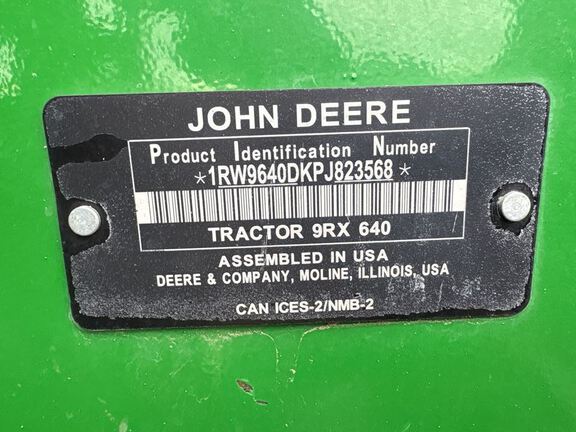 JOHN DEERE
Product Identification Number
*1RW9640DKPJ823568*
TRACTOR 9RX 640
ASSEMBLED IN USA
DEERE & COMPANY, MOLINE, ILLINOIS, USA
CAN ICES-2/NMB-2